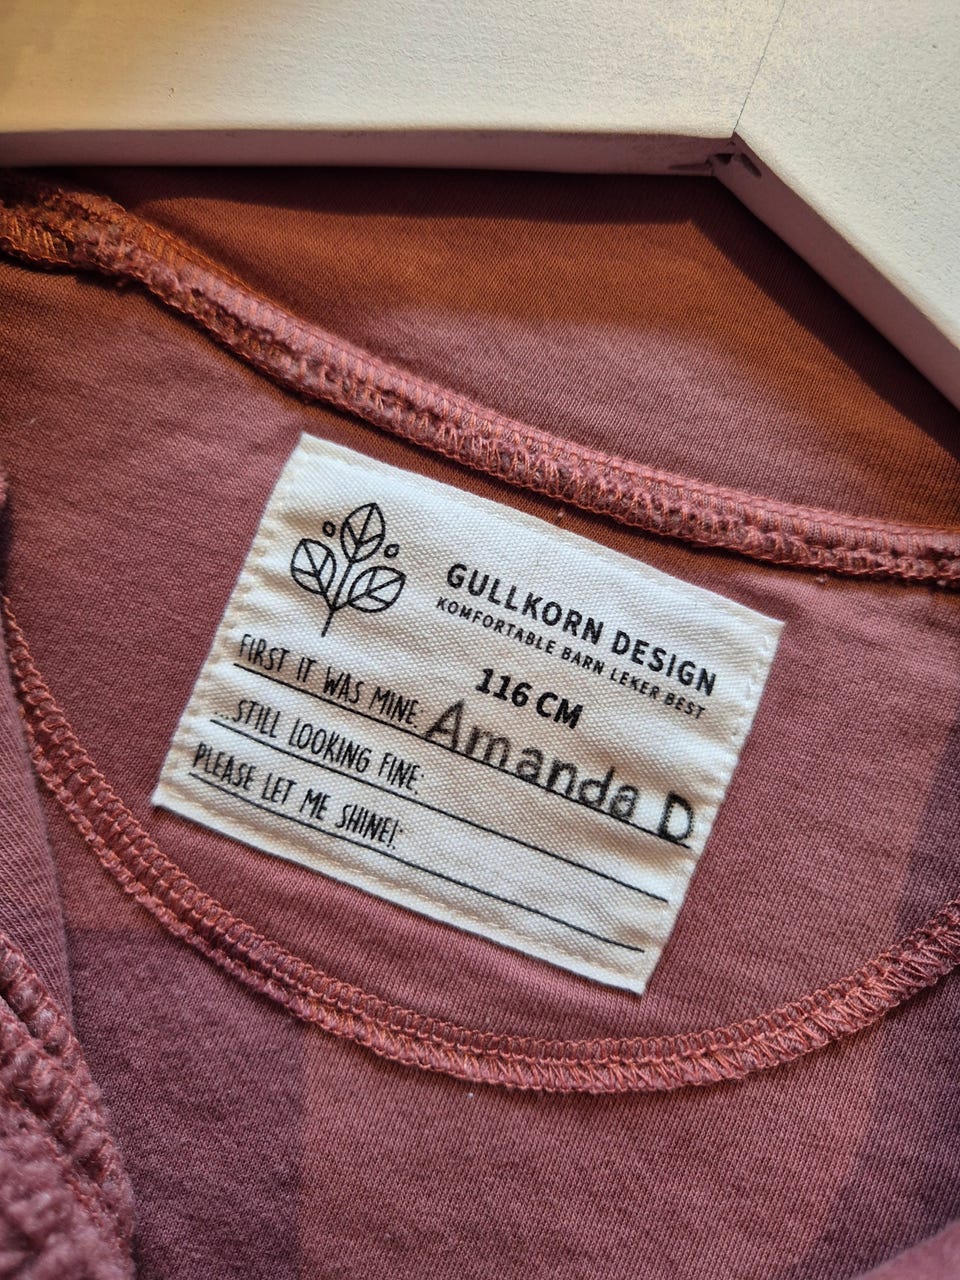 GULLKORN DESIGN
KOMFORTABLE BARN LEKER BEST
116 CM
FIRST IT WAS MINE: Amanda D
...STILL LOOKING FINE:
PLEASE LET ME SHINE!: